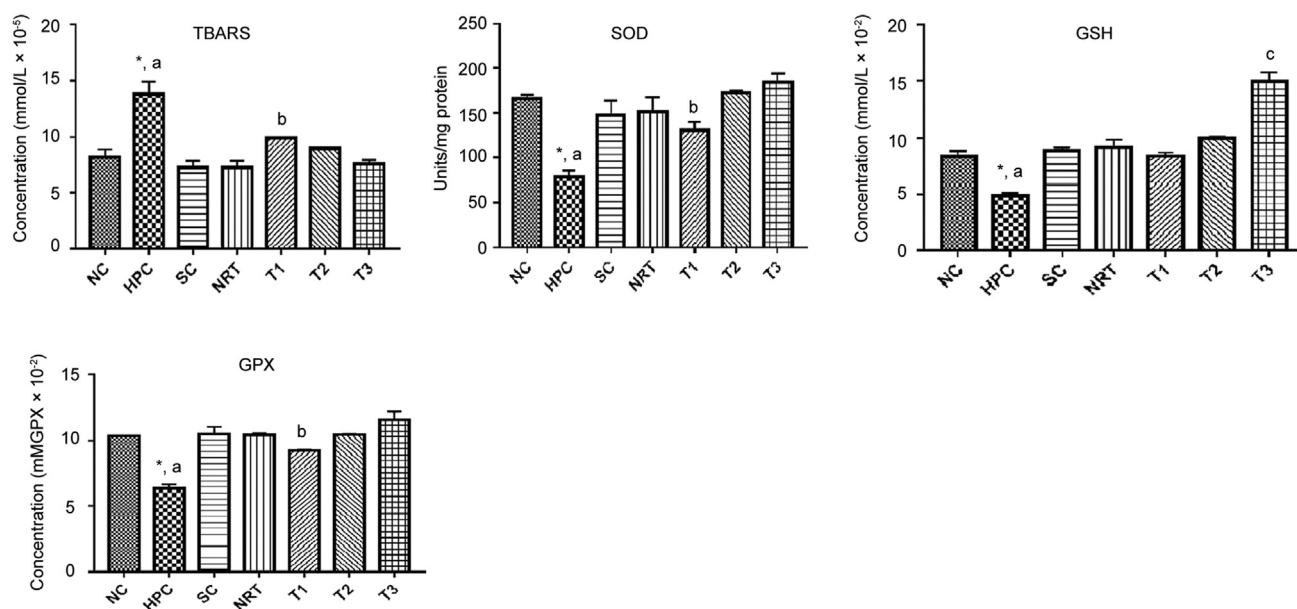 TBARS
Concentration (mmol/L × 10⁻⁵)
20
15
10
5
0
*, a
b
NC
HPC
SC
NRT
T1
T2
T3
SOD
Units/mg protein
250
200
150
100
50
0
*, a
b
NC
HPC
SC
NRT
T1
T2
T3
GSH
Concentration (mmol/L × 10⁻²)
20
15
10
5
0
*, a
c
NC
HPC
SC
NRT
T1
T2
T3
GPX
Concentration (mMGPX × 10⁻²)
15
10
5
0
*, a
b
NC
HPC
SC
NRT
T1
T2
T3